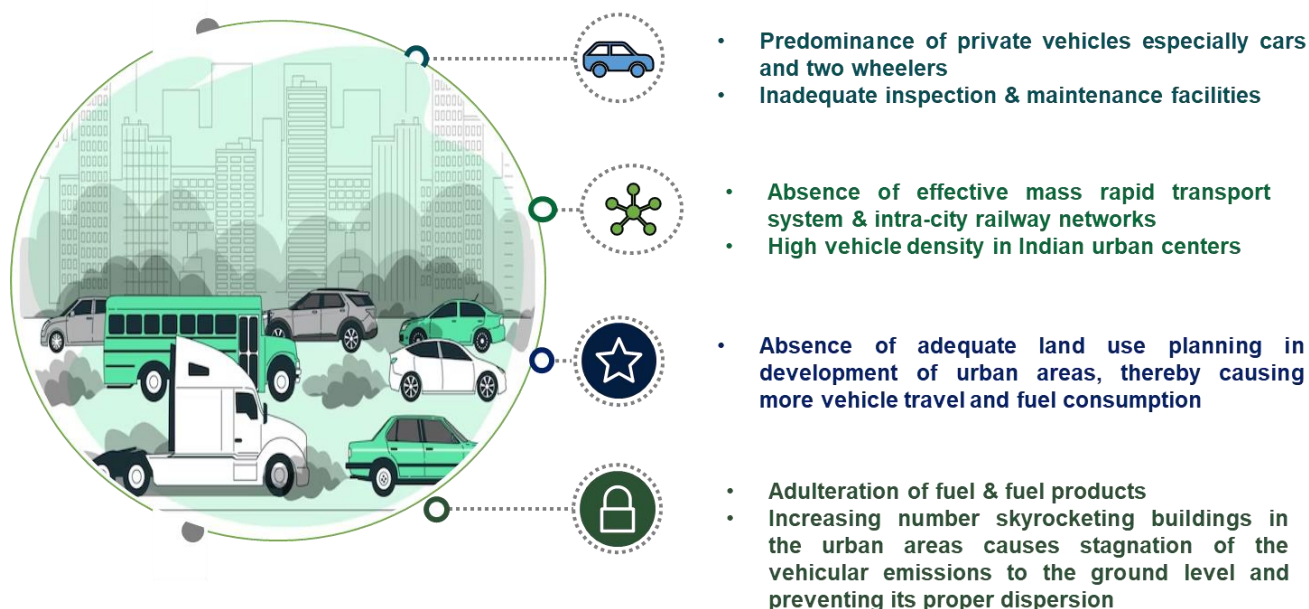 • Predominance of private vehicles especially cars
and two wheelers
• Inadequate inspection & maintenance facilities
• Absence of effective mass rapid transport
system & intra-city railway networks
• High vehicle density in Indian urban centers
• Absence of adequate land use planning in
development of urban areas, thereby causing
more vehicle travel and fuel consumption
• Adulteration of fuel & fuel products
• Increasing number skyrocketing buildings in
the urban areas causes stagnation of the
vehicular emissions to the ground level and
preventing its proper dispersion